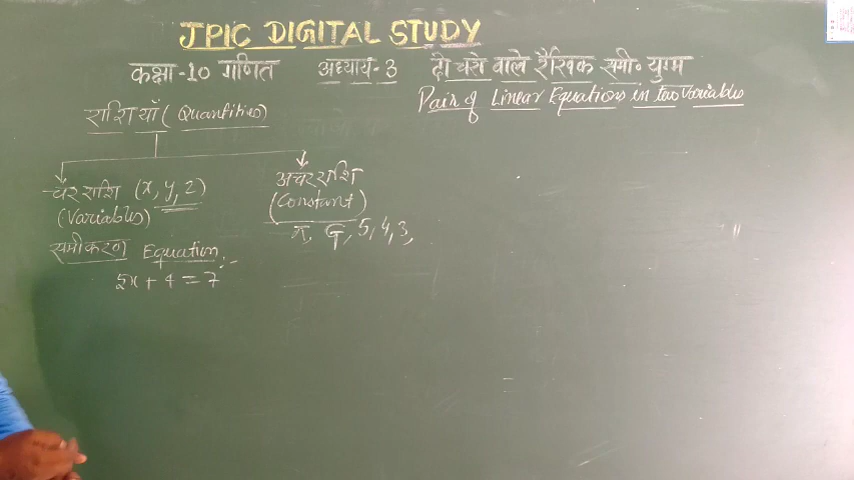 JPIC DIGITAL STUDY
कक्षा-10 गणित अध्याय-3 दो चरो वाले रैखिक समी० युग्म
Pair of Linear Equations in two Variables
राशियाँ (Quantities)
चर राशि (x, y, z)
(Variables)
अचर राशि
(Constant)
π, G, 5, 4, 3,
समीकरण Equation:-
5x + 4 = 7